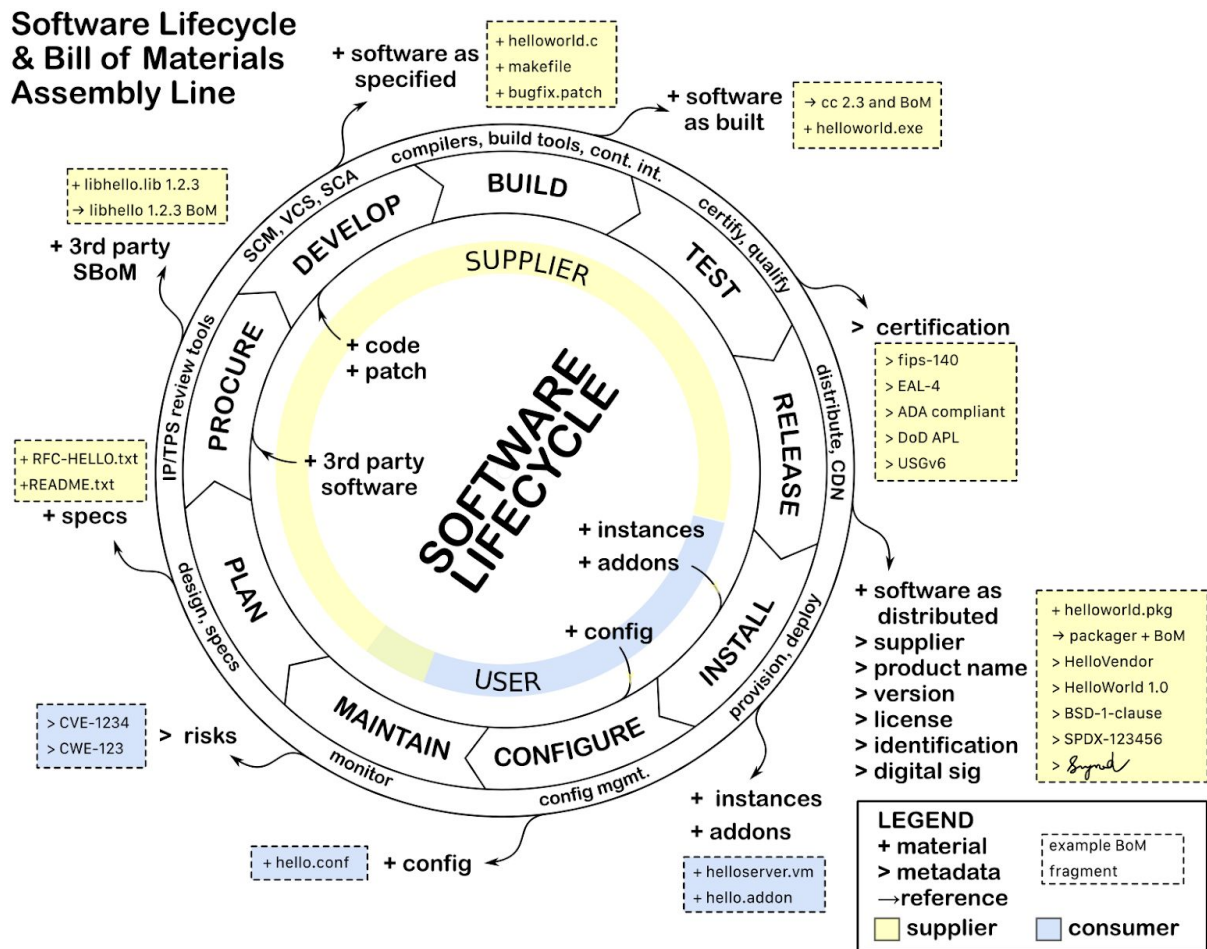 Software Lifecycle
& Bill of Materials
Assembly Line
+ software as
specified
+ helloworld.c
+ makefile
+ bugfix.patch
+ software
as built
→ cc 2.3 and BoM
+ helloworld.exe
+ libhello.lib 1.2.3
→ libhello 1.2.3 BoM
+ 3rd party
SBoM
compilers, build tools, cont. int.
SCM, VCS, SCA
certify, qualify
distribute, CDN
provision, deploy
config mgmt.
monitor
design, specs
IP/TPS review tools
BUILD
TEST
RELEASE
INSTALL
CONFIGURE
MAINTAIN
PLAN
PROCURE
DEVELOP
SUPPLIER
USER
SOFTWARE
LIFECYCLE
+ code
+ patch
+ 3rd party
software
+ instances
+ addons
+ config
> certification
> fips-140
> EAL-4
> ADA compliant
> DoD APL
> USGv6
+ RFC-HELLO.txt
+README.txt
+ specs
+ software as
distributed
> supplier
> product name
> version
> license
> identification
> digital sig
+ helloworld.pkg
→ packager + BoM
> HelloVendor
> HelloWorld 1.0
> BSD-1-clause
> SPDX-123456
> Signed
> CVE-1234
> CWE-123
> risks
+ hello.conf
+ config
+ instances
+ addons
+ helloserver.vm
+ hello.addon
LEGEND
+ material
> metadata
→reference
example BoM
fragment
supplier
consumer